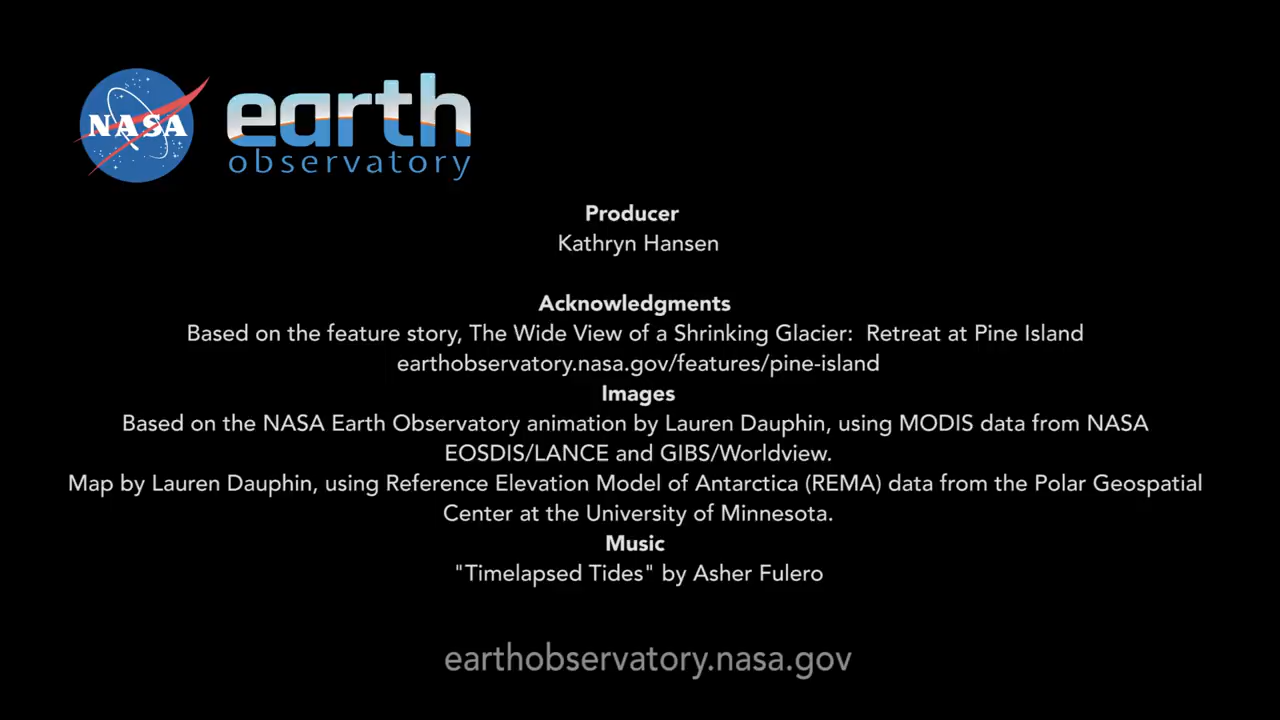 NASA
earth
observatory
Producer
Kathryn Hansen
Acknowledgments
Based on the feature story, The Wide View of a Shrinking Glacier:  Retreat at Pine Island
earthobservatory.nasa.gov/features/pine-island
Images
Based on the NASA Earth Observatory animation by Lauren Dauphin, using MODIS data from NASA
EOSDIS/LANCE and GIBS/Worldview.
Map by Lauren Dauphin, using Reference Elevation Model of Antarctica (REMA) data from the Polar Geospatial
Center at the University of Minnesota.
Music
"Timelapsed Tides" by Asher Fulero
earthobservatory.nasa.gov